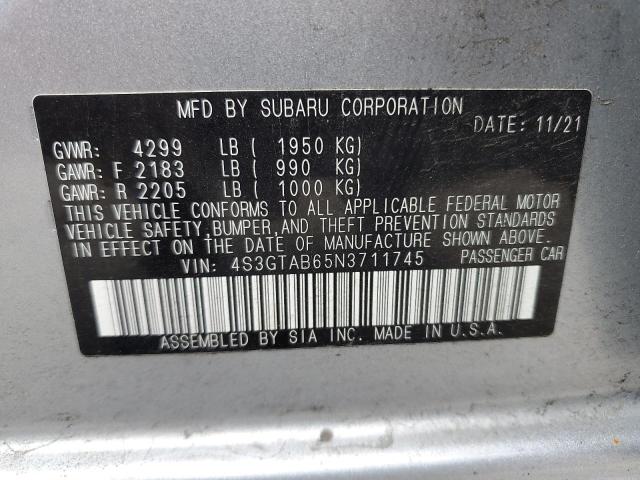 MFD BY SUBARU CORPORATION
DATE: 11/21
GVWR: 4299 LB ( 1950 KG)
GAWR: F 2183 LB ( 990 KG)
GAWR: R 2205 LB ( 1000 KG)
THIS VEHICLE CONFORMS TO ALL APPLICABLE FEDERAL MOTOR
VEHICLE SAFETY, BUMPER, AND THEFT PREVENTION STANDARDS
IN EFFECT ON THE DATE OF MANUFACTURE SHOWN ABOVE.
VIN: 4S3GTAB65N3711745 PASSENGER CAR
ASSEMBLED BY SIA INC. MADE IN U.S.A.